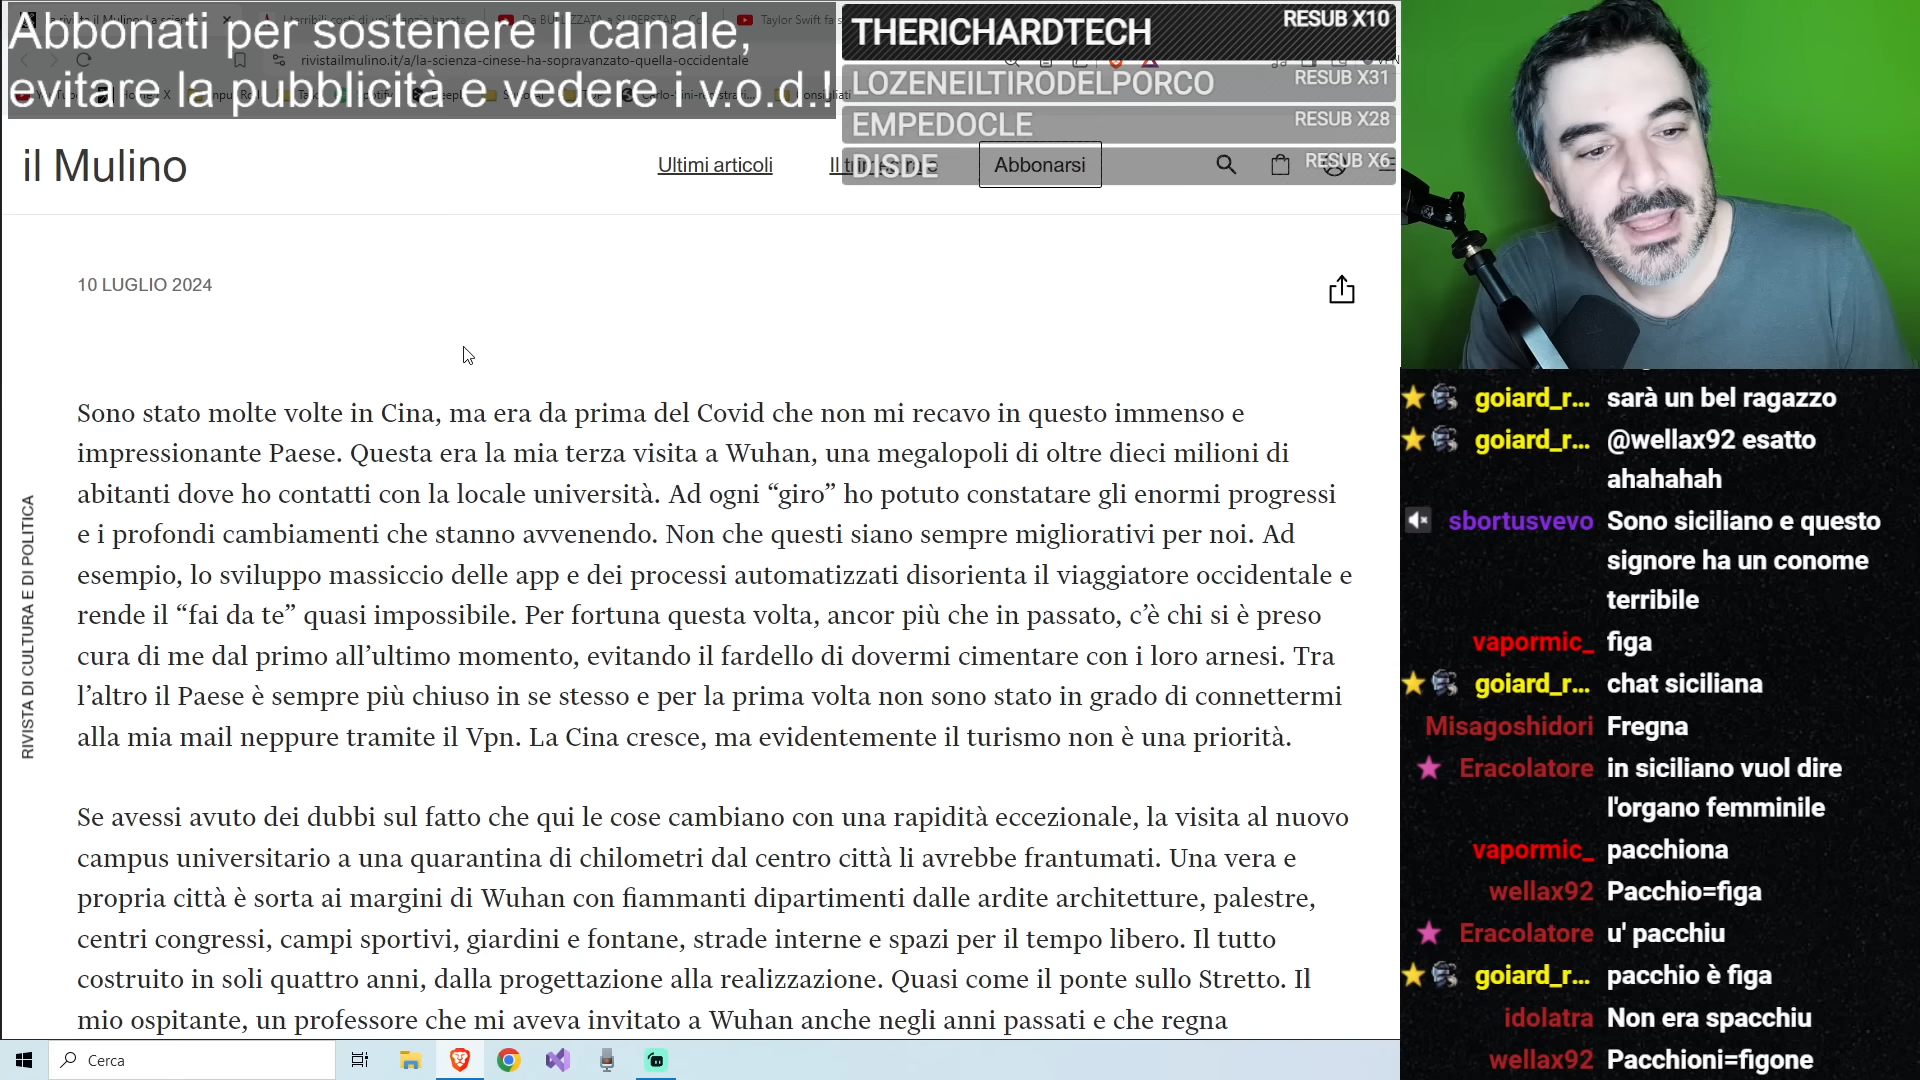 Abbonati per sostenere il canale,
evitare la pubblicità e vedere i v.o.d.!
rivistailmulino.it/a/la-scienza-cinese-ha-sopravanzato-quella-occidentale
THERICHARDTECH RESUB X10
LOZENEILTIRODELPORCO RESUB X31
EMPEDOCLE RESUB X28
DISDE RESUB X6
il Mulino
Ultimi articoli
Abbonarsi
10 LUGLIO 2024
RIVISTA DI CULTURA E DI POLITICA
Sono stato molte volte in Cina, ma era da prima del Covid che non mi recavo in questo immenso e
impressionante Paese. Questa era la mia terza visita a Wuhan, una megalopoli di oltre dieci milioni di
abitanti dove ho contatti con la locale università. Ad ogni “giro” ho potuto constatare gli enormi progressi
e i profondi cambiamenti che stanno avvenendo. Non che questi siano sempre migliorativi per noi. Ad
esempio, lo sviluppo massiccio delle app e dei processi automatizzati disorienta il viaggiatore occidentale e
rende il “fai da te” quasi impossibile. Per fortuna questa volta, ancor più che in passato, c’è chi si è preso
cura di me dal primo all’ultimo momento, evitando il fardello di dovermi cimentare con i loro arnesi. Tra
l’altro il Paese è sempre più chiuso in se stesso e per la prima volta non sono stato in grado di connettermi
alla mia mail neppure tramite il Vpn. La Cina cresce, ma evidentemente il turismo non è una priorità.
Se avessi avuto dei dubbi sul fatto che qui le cose cambiano con una rapidità eccezionale, la visita al nuovo
campus universitario a una quarantina di chilometri dal centro città li avrebbe frantumati. Una vera e
propria città è sorta ai margini di Wuhan con fiammanti dipartimenti dalle ardite architetture, palestre,
centri congressi, campi sportivi, giardini e fontane, strade interne e spazi per il tempo libero. Il tutto
costruito in soli quattro anni, dalla progettazione alla realizzazione. Quasi come il ponte sullo Stretto. Il
mio ospitante, un professore che mi aveva invitato a Wuhan anche negli anni passati e che regna
Cerca
goiard_r... sarà un bel ragazzo
goiard_r... @wellax92 esatto
ahahahah
sbortusvevo Sono siciliano e questo
signore ha un conome
terribile
vapormic_ figa
goiard_r... chat siciliana
Misagoshidori Fregna
Eracolatore in siciliano vuol dire
l'organo femminile
vapormic_ pacchiona
wellax92 Pacchio=figa
Eracolatore u' pacchiu
goiard_r... pacchio è figa
idolatra Non era spacchiu
wellax92 Pacchioni=figone